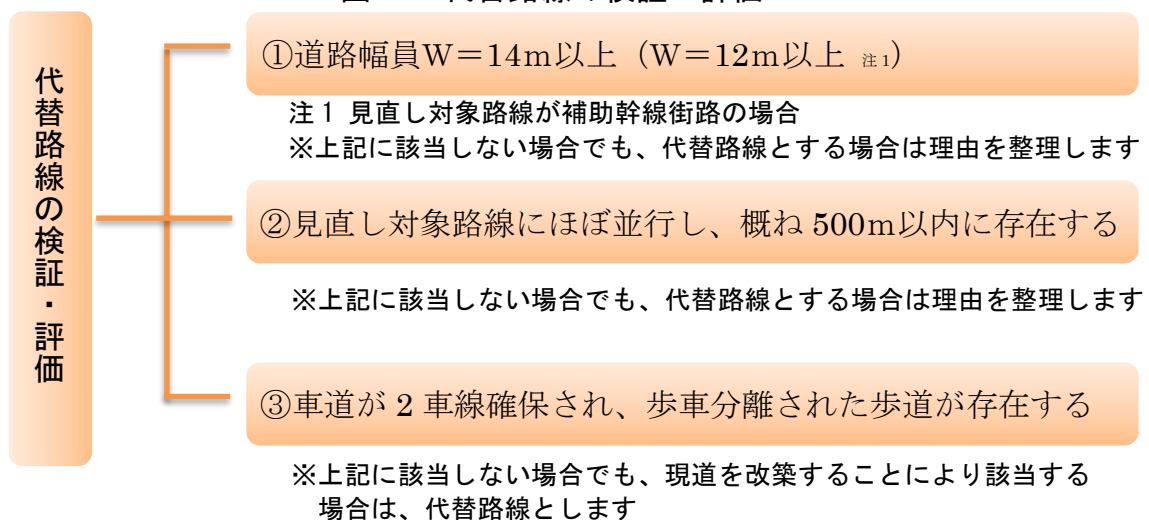 代替路線の検証・評価
①道路幅員W＝14m以上（W＝12m以上 注1）
注1 見直し対象路線が補助幹線街路の場合
※上記に該当しない場合でも、代替路線とする場合は理由を整理します
②見直し対象路線にほぼ並行し、概ね 500m以内に存在する
※上記に該当しない場合でも、代替路線とする場合は理由を整理します
③車道が 2 車線確保され、歩車分離された歩道が存在する
※上記に該当しない場合でも、現道を改築することにより該当する
場合は、代替路線とします